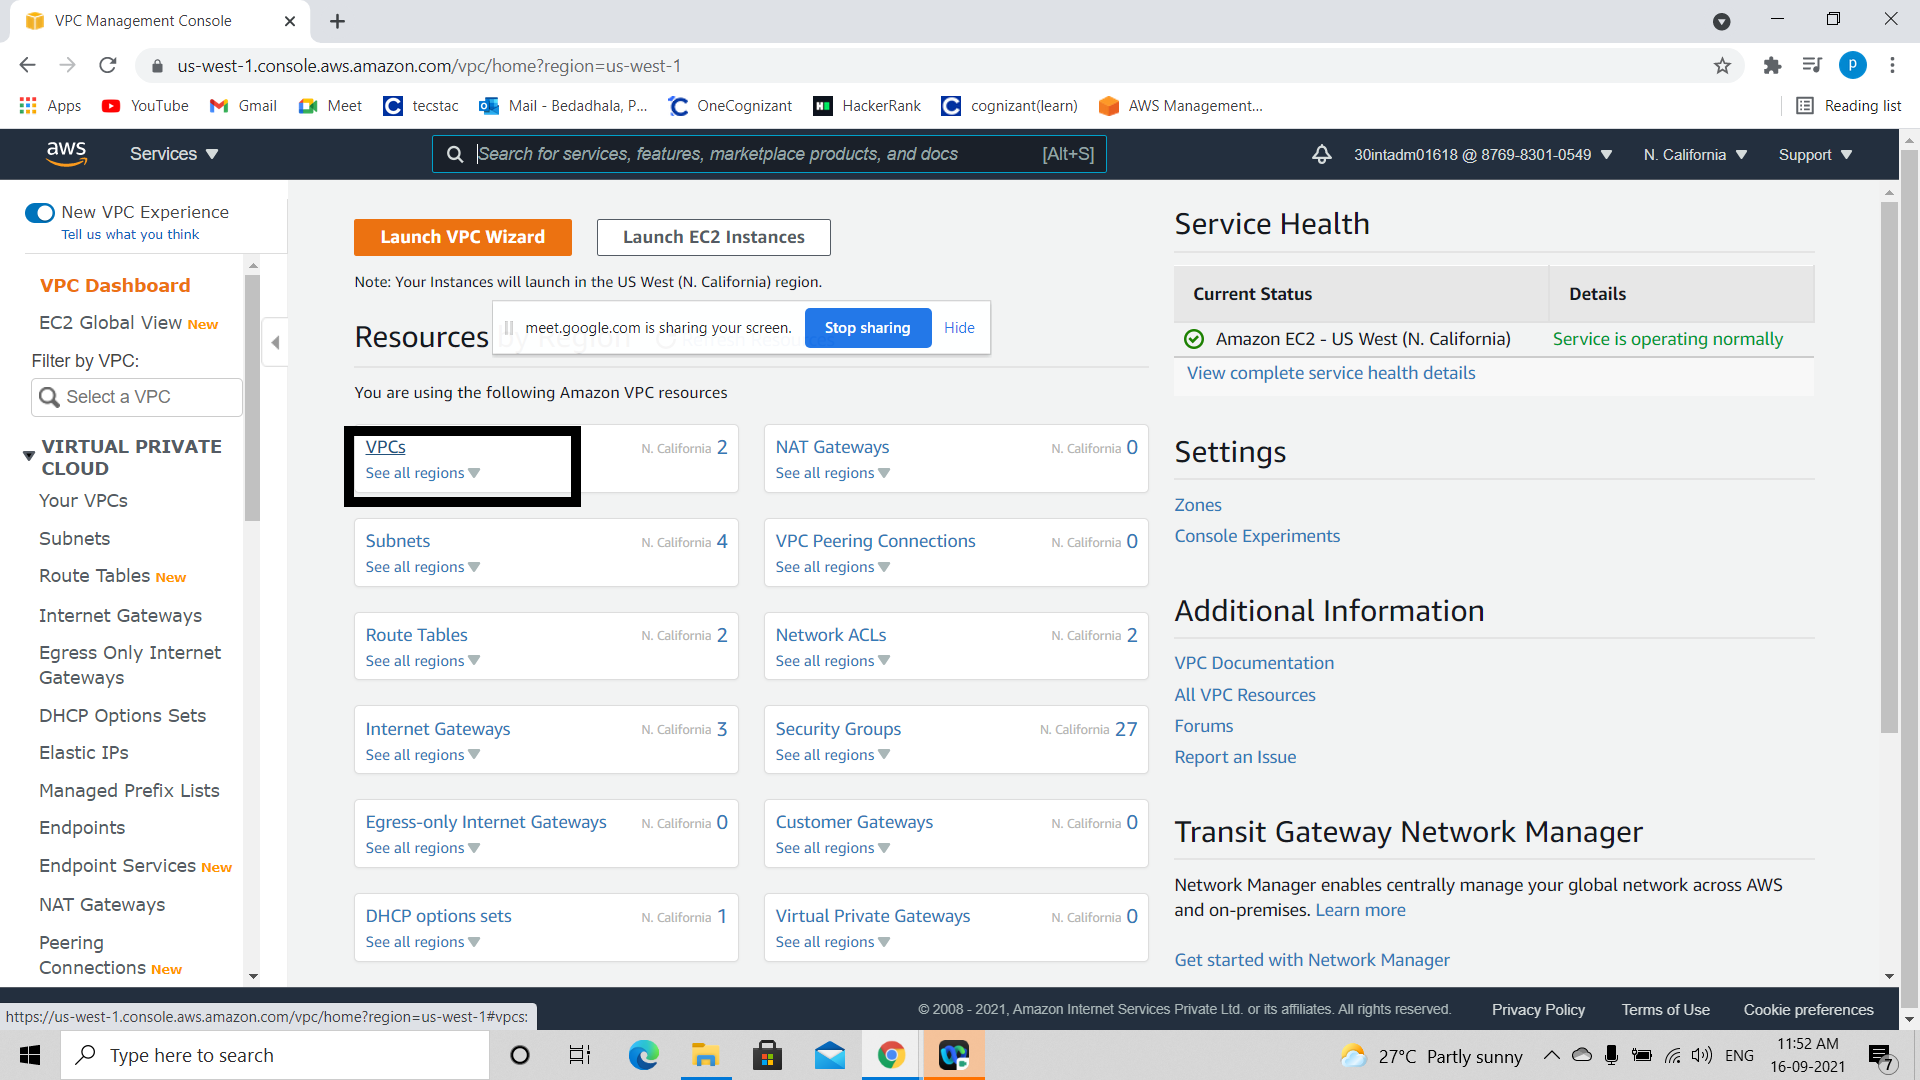 VPC Management Console
us-west-1.console.aws.amazon.com/vpc/home?region=us-west-1
Apps YouTube Gmail Meet tecstac Mail - Bedadhala, P... OneCognizant HackerRank cognizant(learn) AWS Management... Reading list
aws Services Search for services, features, marketplace products, and docs [Alt+S] 30intadm01618 @ 8769-8301-0549 N. California Support
New VPC Experience
Tell us what you think
VPC Dashboard
EC2 Global View New
Filter by VPC:
Select a VPC
VIRTUAL PRIVATE
CLOUD
Your VPCs
Subnets
Route Tables New
Internet Gateways
Egress Only Internet
Gateways
DHCP Options Sets
Elastic IPs
Managed Prefix Lists
Endpoints
Endpoint Services New
NAT Gateways
Peering
Connections New
Launch VPC Wizard Launch EC2 Instances
Note: Your Instances will launch in the US West (N. California) region.
meet.google.com is sharing your screen. Stop sharing Hide
Resources by Region Refresh Resources
You are using the following Amazon VPC resources
VPCs N. California 2
See all regions
NAT Gateways N. California 0
See all regions
Subnets N. California 4
See all regions
VPC Peering Connections N. California 0
See all regions
Route Tables N. California 2
See all regions
Network ACLs N. California 2
See all regions
Internet Gateways N. California 3
See all regions
Security Groups N. California 27
See all regions
Egress-only Internet Gateways N. California 0
See all regions
Customer Gateways N. California 0
See all regions
DHCP options sets N. California 1
See all regions
Virtual Private Gateways N. California 0
See all regions
Service Health
Current Status Details
Amazon EC2 - US West (N. California) Service is operating normally
View complete service health details
Settings
Zones
Console Experiments
Additional Information
VPC Documentation
All VPC Resources
Forums
Report an Issue
Transit Gateway Network Manager
Network Manager enables centrally manage your global network across AWS
and on-premises. Learn more
Get started with Network Manager
https://us-west-1.console.aws.amazon.com/vpc/home?region=us-west-1#vpcs:
© 2008 - 2021, Amazon Internet Services Private Ltd. or its affiliates. All rights reserved. Privacy Policy Terms of Use Cookie preferences
Type here to search
27°C Partly sunny
ENG
11:52 AM
16-09-2021
7